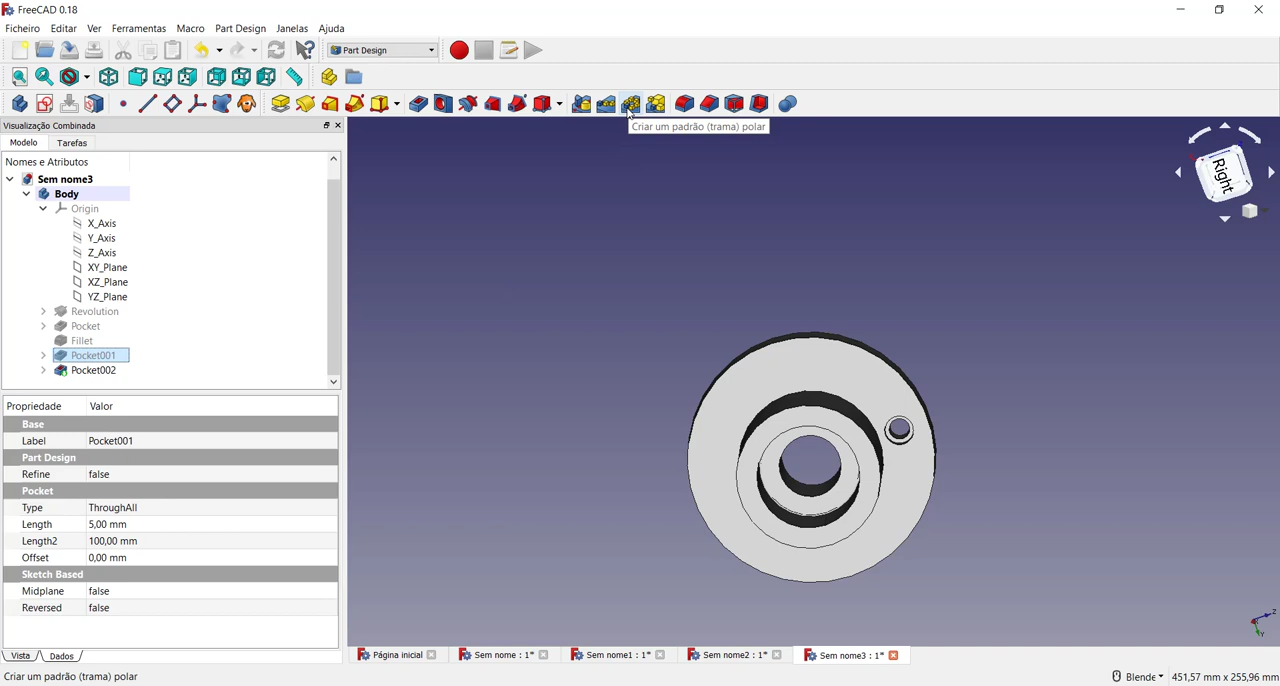 FreeCAD 0.18
Ficheiro Editar Ver Ferramentas Macro Part Design Janelas Ajuda
Part Design
Criar um padrão (trama) polar
Visualização Combinada
Modelo Tarefas
Nomes e Atributos
Sem nome3
Body
Origin
X_Axis
Y_Axis
Z_Axis
XY_Plane
XZ_Plane
YZ_Plane
Revolution
Pocket
Fillet
Pocket001
Pocket002
Right
Propriedade Valor
Base
Label Pocket001
Part Design
Refine false
Pocket
Type ThroughAll
Length 5,00 mm
Length2 100,00 mm
Offset 0,00 mm
Sketch Based
Midplane false
Reversed false
Z
Y
Vista Dados
Página inicial Sem nome : 1* Sem nome1 : 1* Sem nome2 : 1* Sem nome3 : 1*
Criar um padrão (trama) polar
Blende 451,57 mm x 255,96 mm